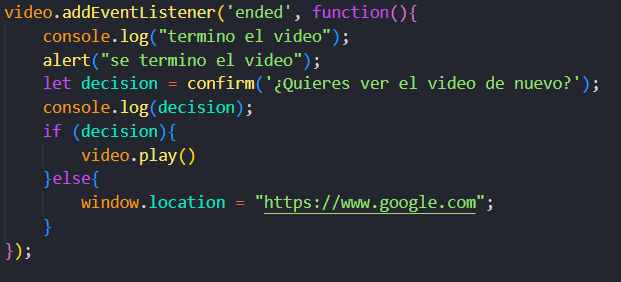 video.addEventListener('ended', function(){
    console.log("termino el video");
    alert("se termino el video");
    let decision = confirm('¿Quieres ver el video de nuevo?');
    console.log(decision);
    if (decision){
        video.play()
    }else{
        window.location = "https://www.google.com";
    }
});